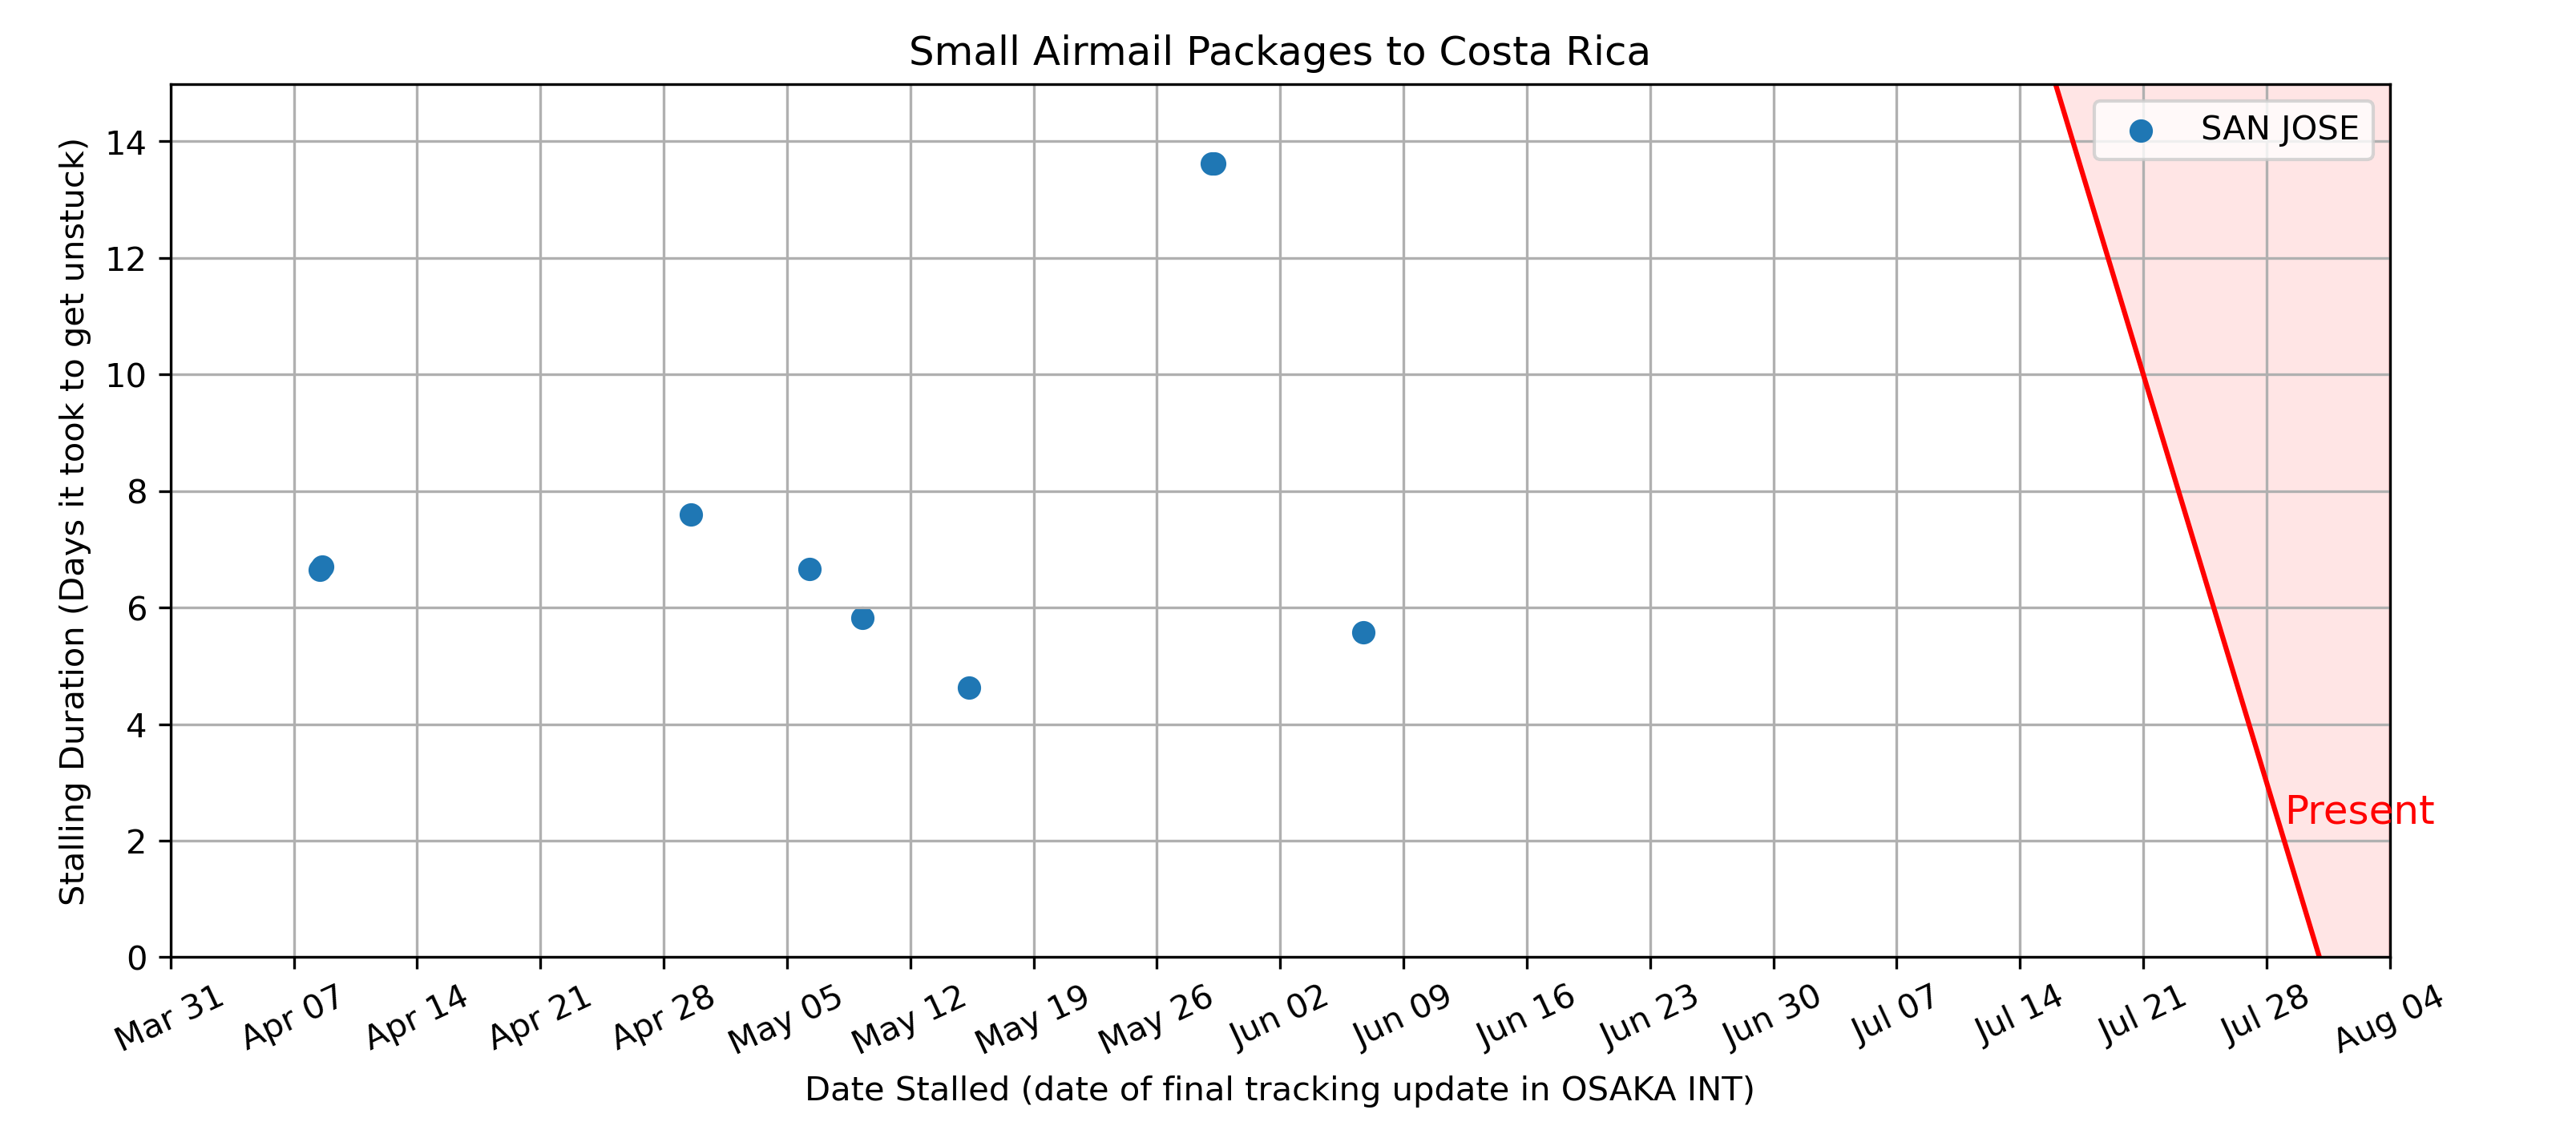 Small Airmail Packages to Costa Rica
SAN JOSE
Stalling Duration (Days it took to get unstuck)
14
12
10
8
6
4
2
0
Present
Mar 31
Apr 07
Apr 14
Apr 21
Apr 28
May 05
May 12
May 19
May 26
Jun 02
Jun 09
Jun 16
Jun 23
Jun 30
Jul 07
Jul 14
Jul 21
Jul 28
Aug 04
Date Stalled (date of final tracking update in OSAKA INT)